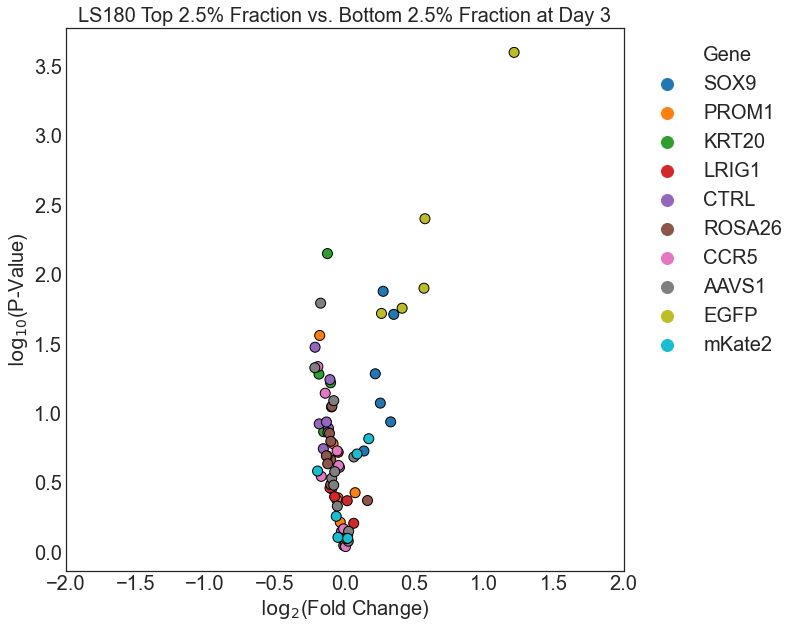 LS180 Top 2.5% Fraction vs. Bottom 2.5% Fraction at Day 3
log₁₀(P-Value)
3.5
3.0
2.5
2.0
1.5
1.0
0.5
0.0
−2.0 −1.5 −1.0 −0.5 0.0 0.5 1.0 1.5 2.0
log₂(Fold Change)
Gene
SOX9
PROM1
KRT20
LRIG1
CTRL
ROSA26
CCR5
AAVS1
EGFP
mKate2